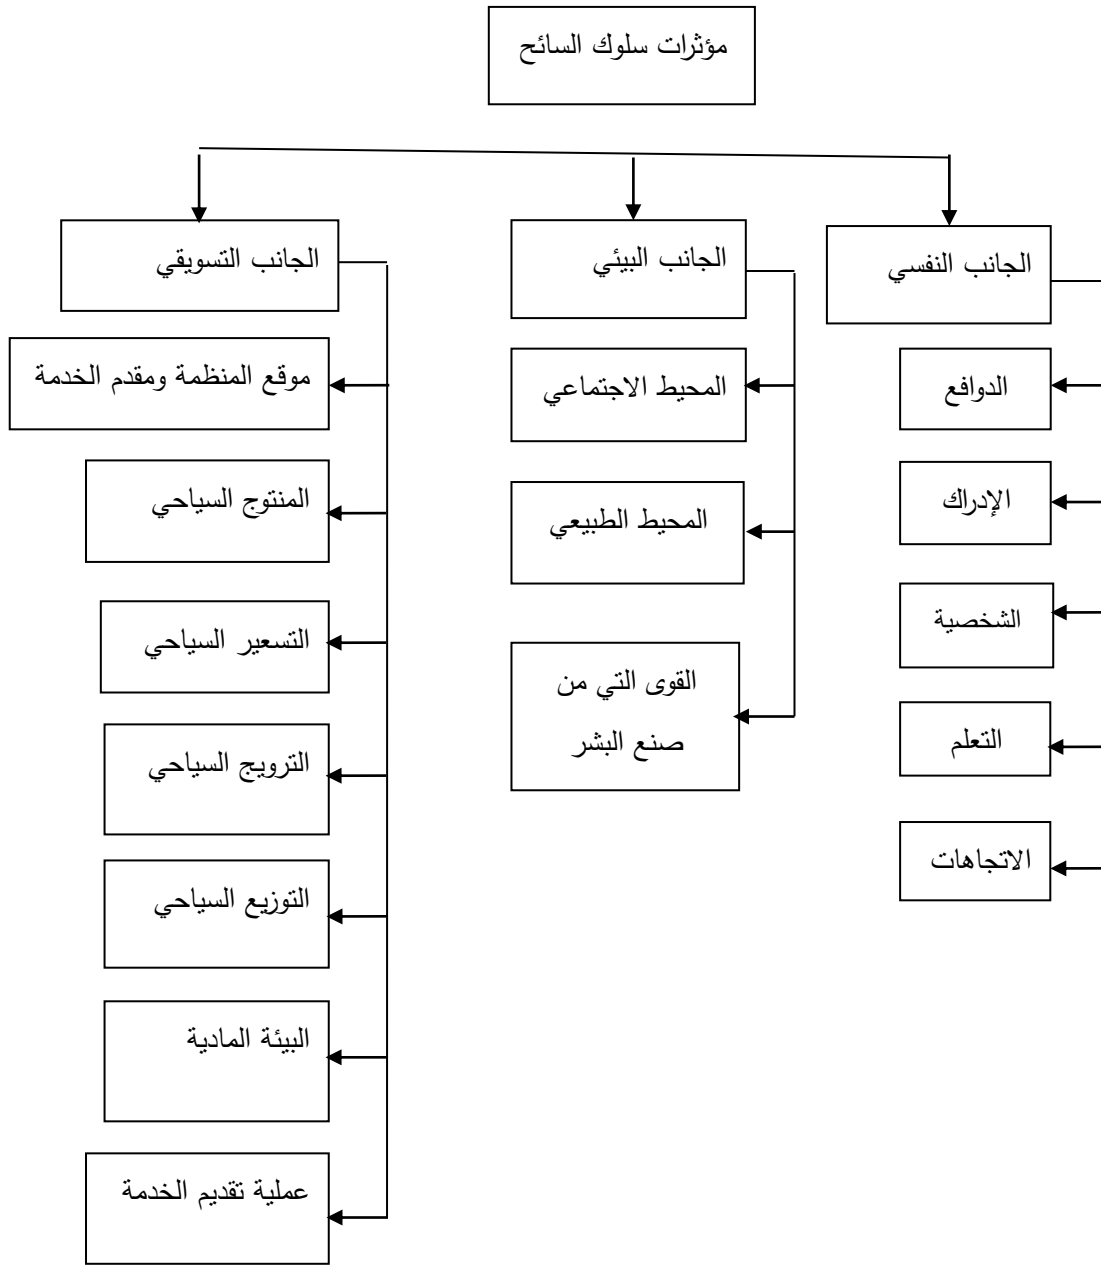 مؤثرات سلوك السائح
الجانب النفسي
الدوافع
الإدراك
الشخصية
التعلم
الاتجاهات
الجانب البيئي
المحيط الاجتماعي
المحيط الطبيعي
القوى التي من
صنع البشر
الجانب التسويقي
موقع المنظمة ومقدم الخدمة
المنتوج السياحي
التسعير السياحي
الترويج السياحي
التوزيع السياحي
البيئة المادية
عملية تقديم الخدمة